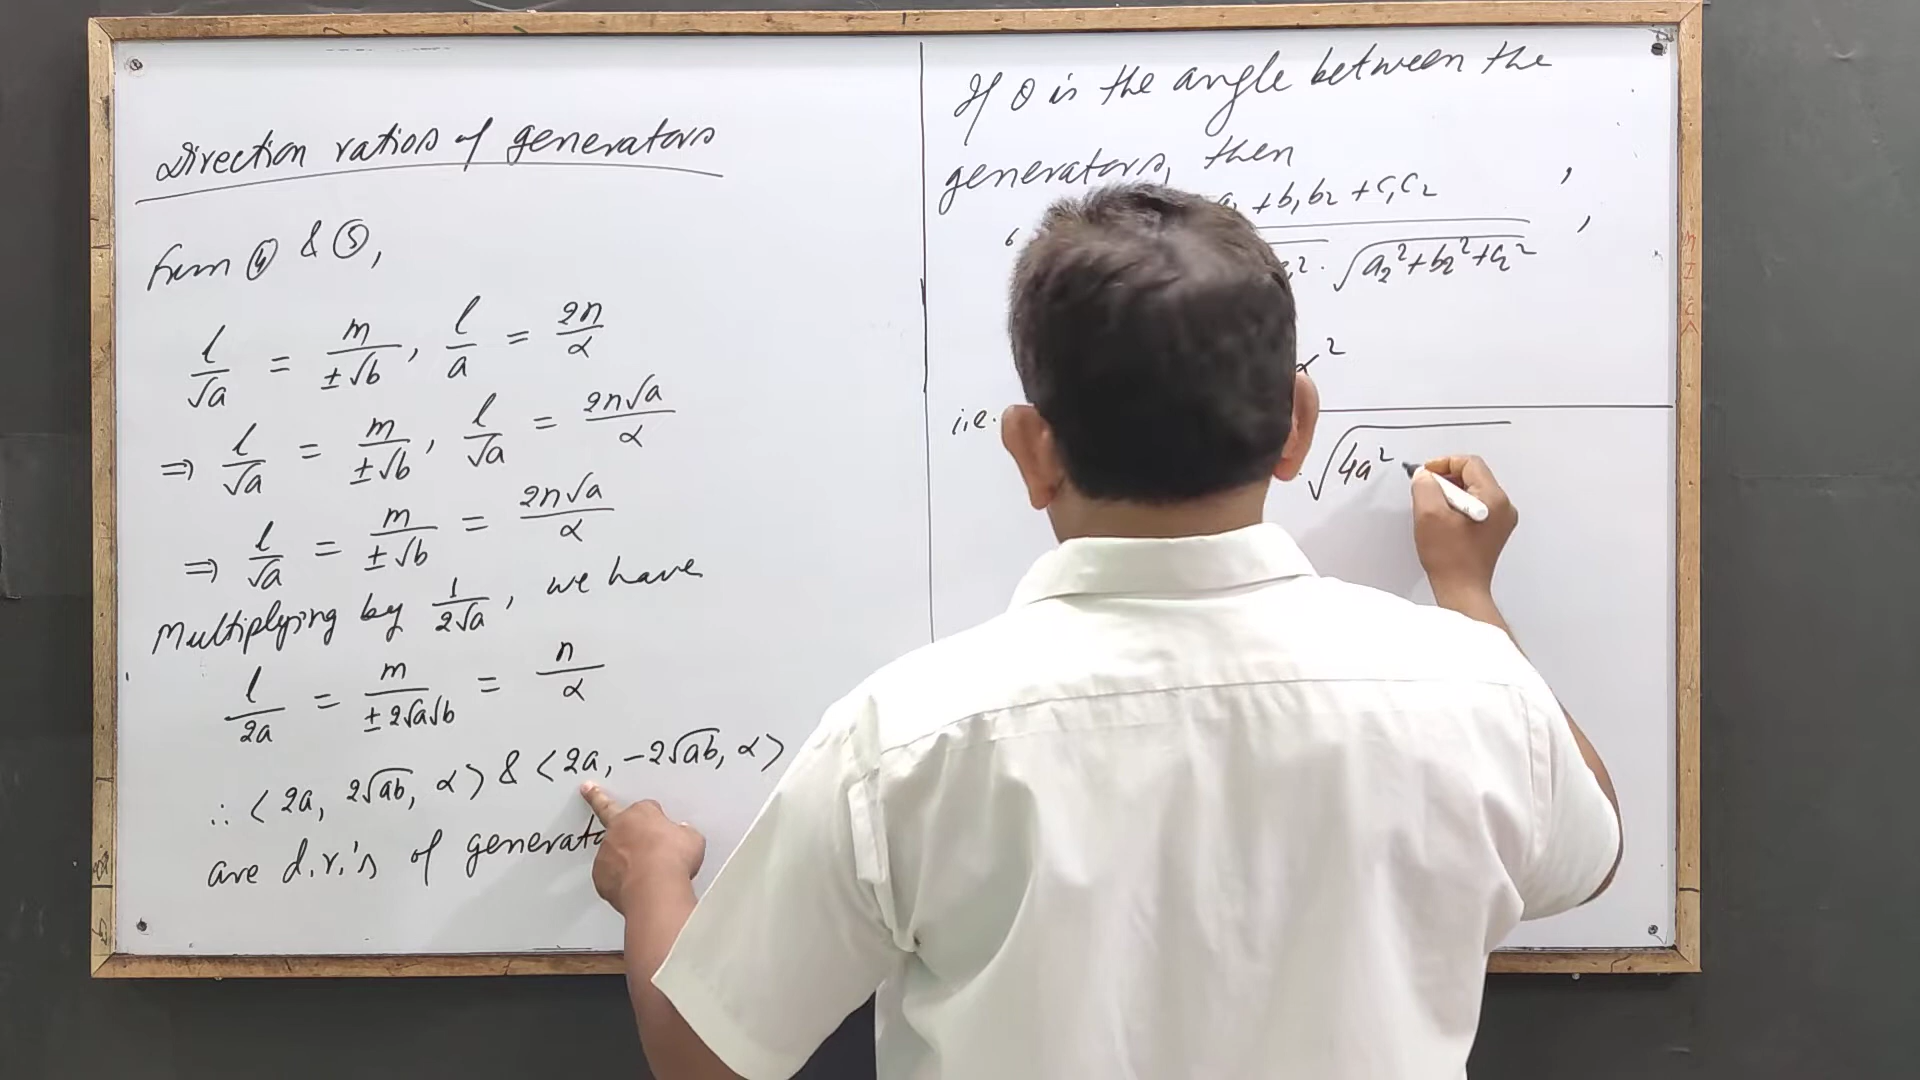 Direction ratios of generators
from ④ & ⑤,
l/√a = m/±√b, l/a = 2n/α
⇒ l/√a = m/±√b, l/√a = 2n√a/α
⇒ l/√a = m/±√b = 2n√a/α
Multiplying by 1/2√a, we have
l/2a = m/±2√a√b = n/α
∴ ⟨2a, 2√ab, α⟩ & ⟨2a, -2√ab, α⟩
are d.r.'s of
If θ is the angle between the
generators, then
+ b₁b₂ + c₁c₂ ,
². √a₂²+b₂²+c₂² ,
α²
i.e.
. √4a²